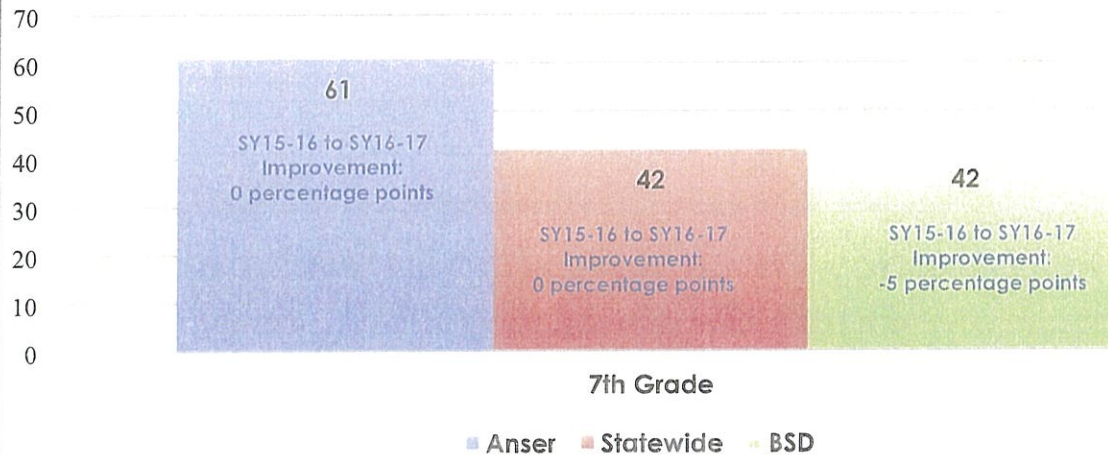 70
60
50
40
30
20
10
0
61
SY15-16 to SY16-17
Improvement:
0 percentage points
42
SY15-16 to SY16-17
Improvement:
0 percentage points
42
SY15-16 to SY16-17
Improvement:
-5 percentage points
7th Grade
Anser Statewide BSD